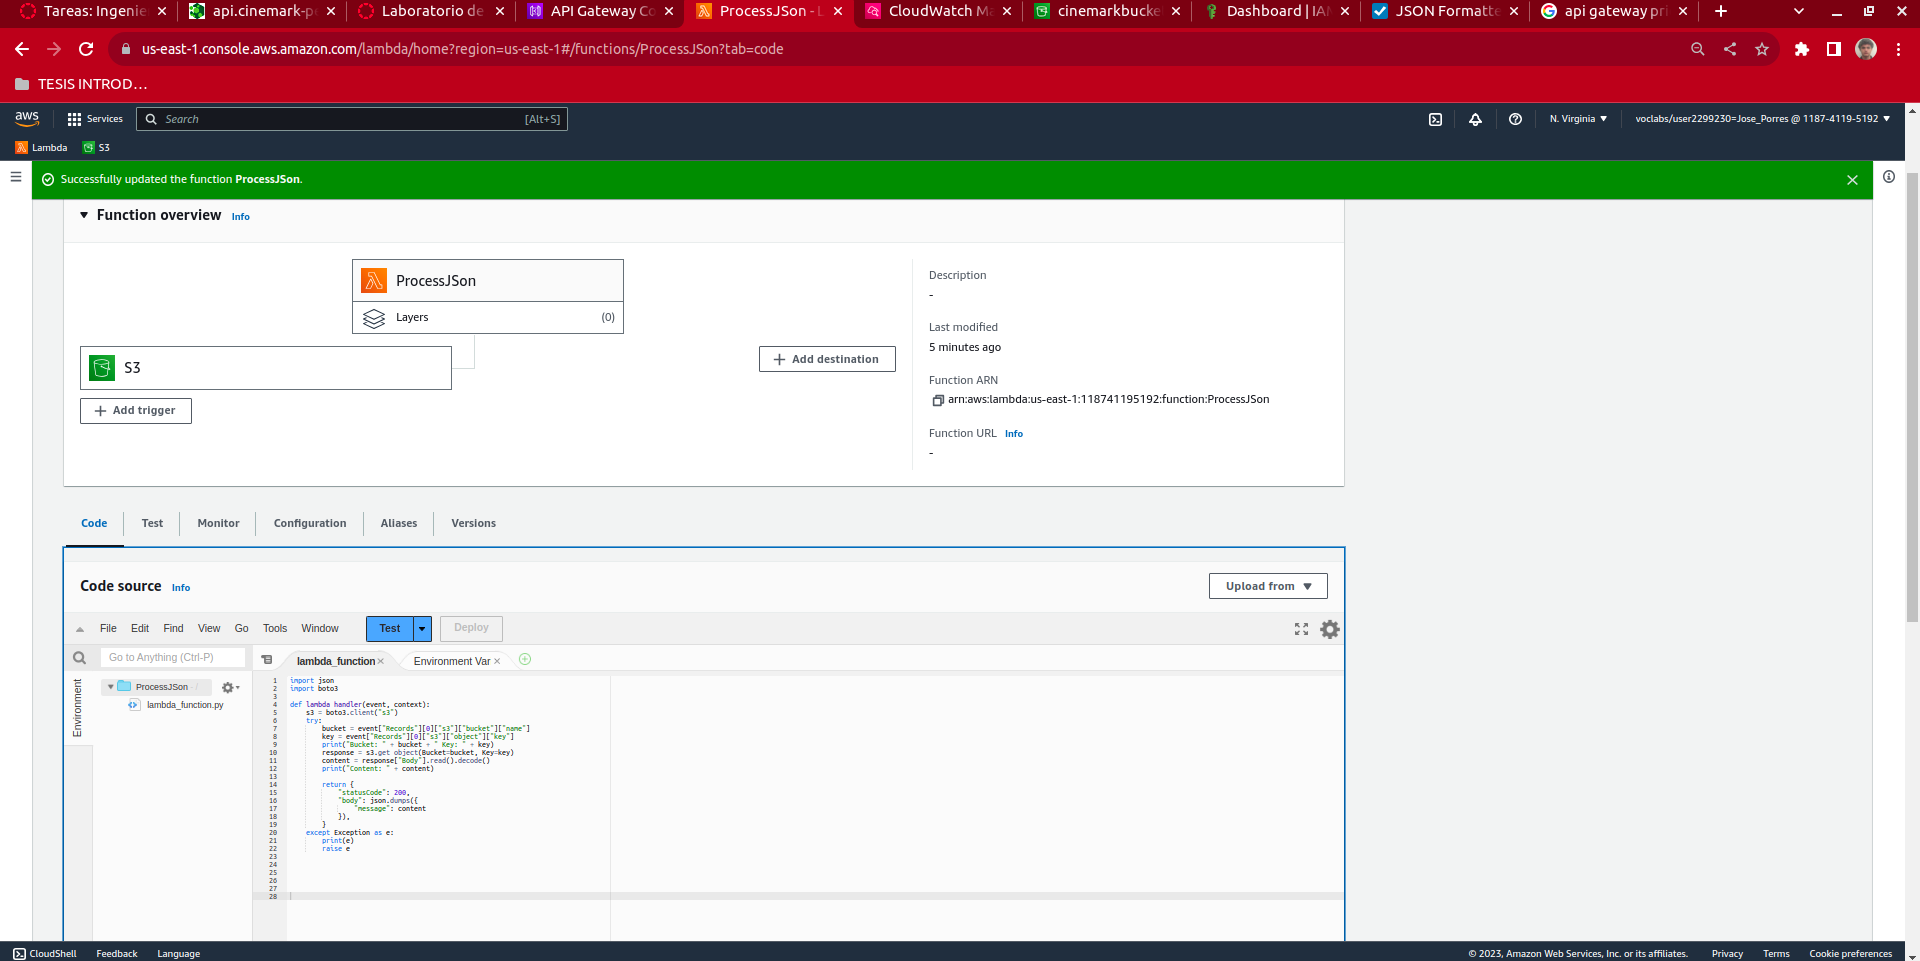 Tareas: Ingenie
api.cinemark-p
Laboratorio de
API Gateway Co
ProcessJSon - L
CloudWatch Ma
cinemarkbucke
Dashboard | IA
JSON Formatte
api gateway pri
us-east-1.console.aws.amazon.com/lambda/home?region=us-east-1#/functions/ProcessJSon?tab=code
TESIS INTROD...
aws
Services
Search
[Alt+S]
N. Virginia
voclabs/user2299230=Jose_Porres @ 1187-4119-5192
Lambda
S3
Successfully updated the function ProcessJSon.
Function overview Info
ProcessJSon
Layers (0)
S3
Add trigger
Add destination
Description
-
Last modified
5 minutes ago
Function ARN
arn:aws:lambda:us-east-1:118741195192:function:ProcessJSon
Function URL Info
-
Code
Test
Monitor
Configuration
Aliases
Versions
Code source Info
Upload from
File Edit Find View Go Tools Window
Test
Deploy
Go to Anything (Ctrl-P)
lambda_function
Environment Var
Environment
ProcessJSon - /
lambda_function.py
1 import json
2 import boto3
3
4 def lambda_handler(event, context):
5 s3 = boto3.client("s3")
6 try:
7 bucket = event["Records"][0]["s3"]["bucket"]["name"]
8 key = event["Records"][0]["s3"]["object"]["key"]
9 print("Bucket: " + bucket + " Key: " + key)
10 response = s3.get_object(Bucket=bucket, Key=key)
11 content = response["Body"].read().decode()
12 print("Content: " + content)
13
14 return {
15 "statusCode": 200,
16 "body": json.dumps({
17 "message": content
18 }),
19 }
20 except Exception as e:
21 print(e)
22 raise e
23
24
25
26
27
28
CloudShell
Feedback
Language
© 2023, Amazon Web Services, Inc. or its affiliates.
Privacy
Terms
Cookie preferences